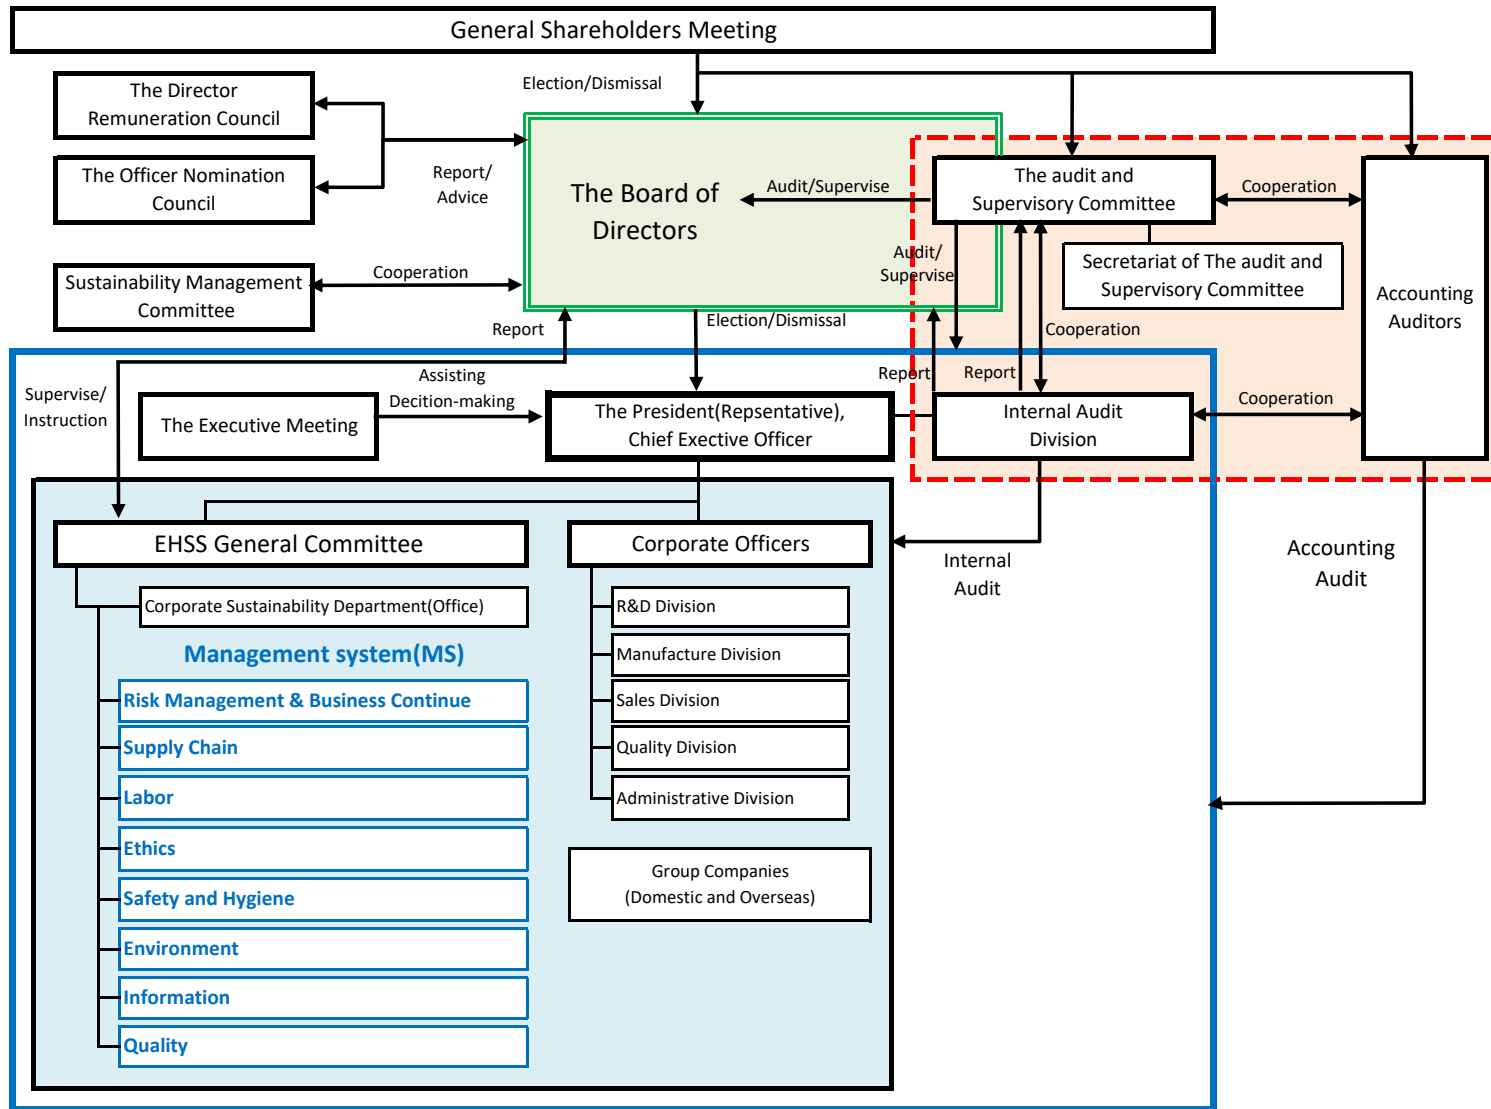 General Shareholders Meeting
Election/Dismissal
The Director
Remuneration Council
The Officer Nomination
Council
Report/
Advice
The Board of
Directors
Audit/Supervise
The audit and
Supervisory Committee
Cooperation
Audit/
Supervise
Secretariat of The audit and
Supervisory Committee
Accounting
Auditors
Sustainability Management
Committee
Cooperation
Report
Election/Dismissal
Cooperation
Report
Report
Supervise/
Instruction
Assisting
Decition-making
The Executive Meeting
The President(Repsentative),
Chief Exective Officer
Internal Audit
Division
Cooperation
EHSS General Committee
Corporate Officers
Internal
Audit
Accounting
Audit
Corporate Sustainability Department(Office)
Management system(MS)
Risk Management & Business Continue
Supply Chain
Labor
Ethics
Safety and Hygiene
Environment
Information
Quality
R&D Division
Manufacture Division
Sales Division
Quality Division
Administrative Division
Group Companies
(Domestic and Overseas)